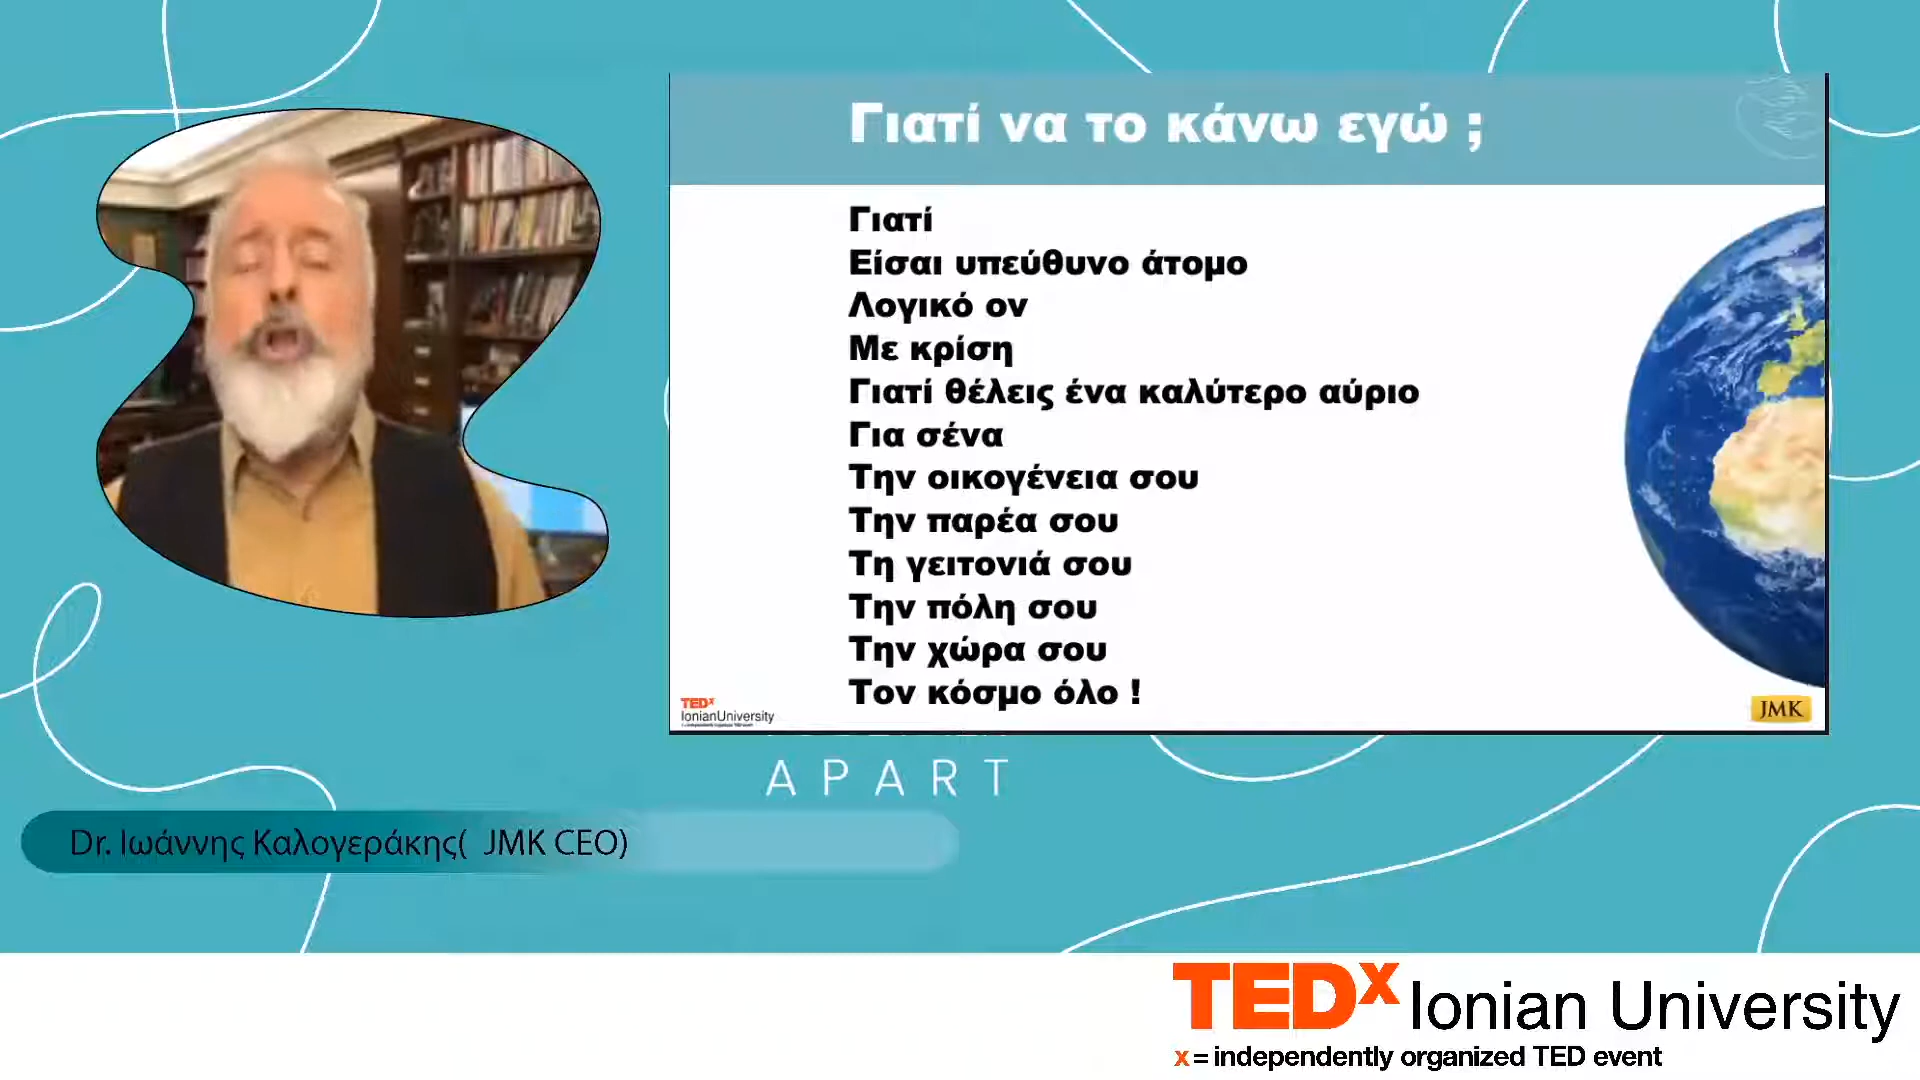 Γιατί να το κάνω εγώ ;
Γιατί
Είσαι υπεύθυνο άτομο
Λογικό ον
Με κρίση
Γιατί θέλεις ένα καλύτερο αύριο
Για σένα
Την οικογένεια σου
Την παρέα σου
Τη γειτονιά σου
Την πόλη σου
Την χώρα σου
Τον κόσμο όλο !
TEDx
IonianUniversity
JMK
APART
Dr. Ιωάννης Καλογεράκης( JMK CEO)
TEDx Ionian University
x = independently organized TED event